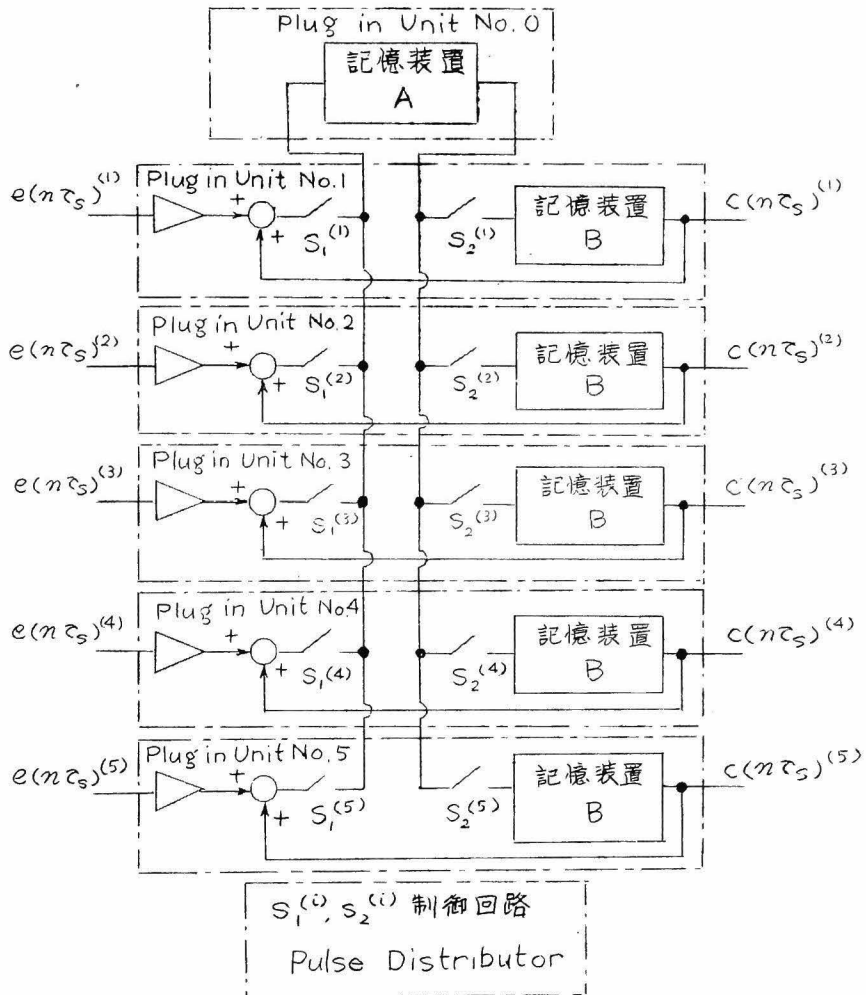 Plug in Unit No. 0
記憶装置
A
Plug in Unit No.1
e(nτₛ)⁽¹⁾
+
+
S₁⁽¹⁾
S₂⁽¹⁾
記憶装置
B
c(nτₛ)⁽¹⁾
Plug in Unit No.2
e(nτₛ)⁽²⁾
+
+
S₁⁽²⁾
S₂⁽²⁾
記憶装置
B
c(nτₛ)⁽²⁾
Plug in Unit No. 3
e(nτₛ)⁽³⁾
+
+
S₁⁽³⁾
S₂⁽³⁾
記憶装置
B
c(nτₛ)⁽³⁾
Plug in Unit No.4
e(nτₛ)⁽⁴⁾
+
+
S₁⁽⁴⁾
S₂⁽⁴⁾
記憶装置
B
c(nτₛ)⁽⁴⁾
Plug in Unit No.5
e(nτₛ)⁽⁵⁾
+
+
S₁⁽⁵⁾
S₂⁽⁵⁾
記憶装置
B
c(nτₛ)⁽⁵⁾
S₁⁽ⁱ⁾, S₂⁽ⁱ⁾ 制御回路
Pulse Distributor